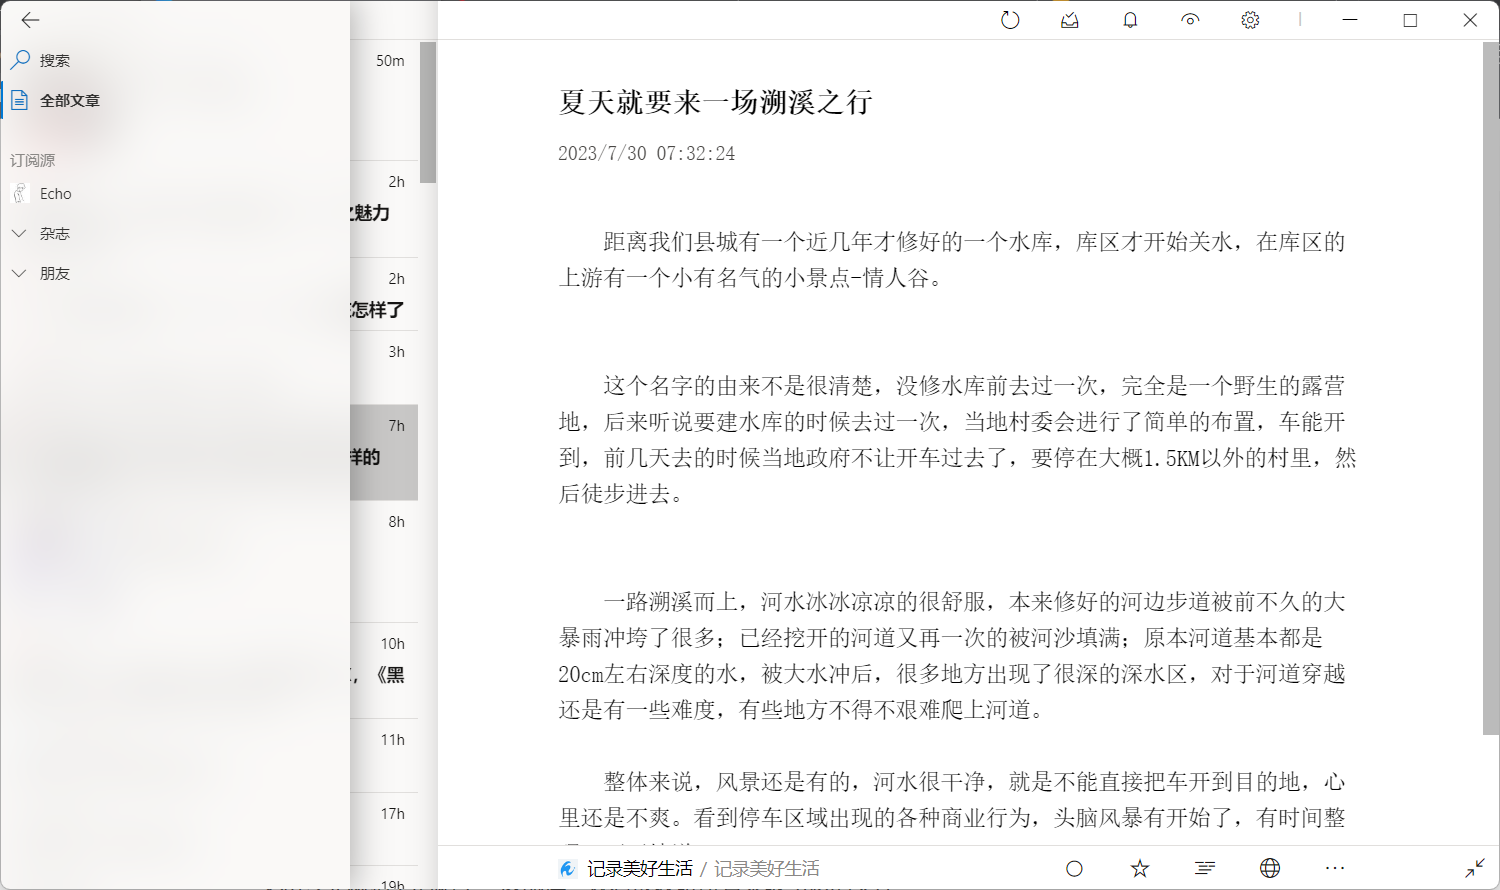 搜索
全部文章
订阅源
Echo
杂志
朋友
50m
2h
魅力
2h
怎样了
3h
7h
样的
8h
10h
，《黑
11h
17h
19h
夏天就要来一场溯溪之行
2023/7/30 07:32:24
距离我们县城有一个近几年才修好的一个水库，库区才开始关水，在库区的
上游有一个小有名气的小景点-情人谷。
这个名字的由来不是很清楚，没修水库前去过一次，完全是一个野生的露营
地，后来听说要建水库的时候去过一次，当地村委会进行了简单的布置，车能开
到，前几天去的时候当地政府不让开车过去了，要停在大概1.5KM以外的村里，然
后徒步进去。
一路溯溪而上，河水冰冰凉凉的很舒服，本来修好的河边步道被前不久的大
暴雨冲垮了很多；已经挖开的河道又再一次的被河沙填满；原本河道基本都是
20cm左右深度的水，被大水冲后，很多地方出现了很深的深水区，对于河道穿越
还是有一些难度，有些地方不得不艰难爬上河道。
整体来说，风景还是有的，河水很干净，就是不能直接把车开到目的地，心
里还是不爽。看到停车区域出现的各种商业行为，头脑风暴有开始了，有时间整
记录美好生活 / 记录美好生活